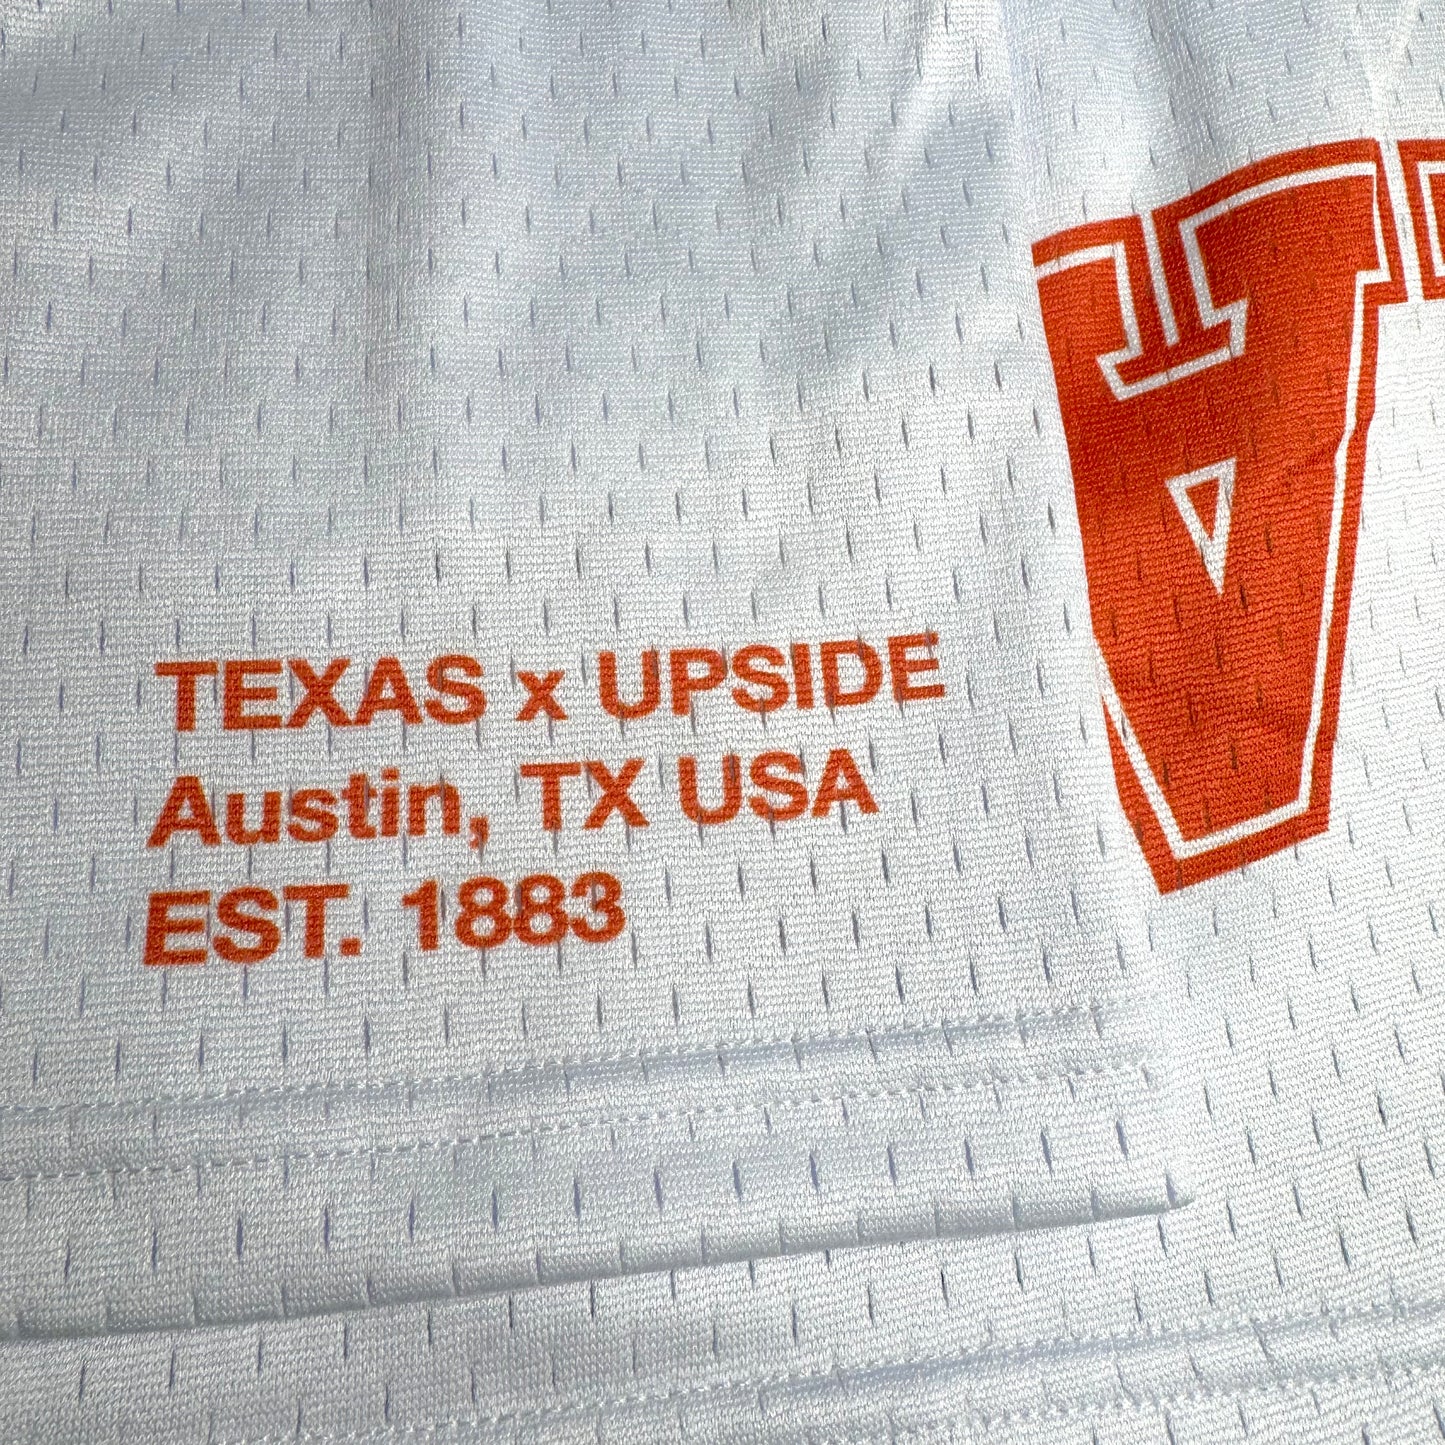 TEXAS x UPSIDE
Austin, TX USA
EST. 1883